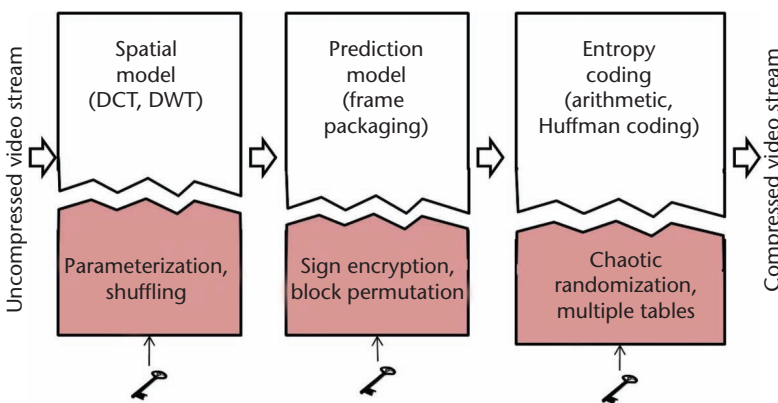 Uncompressed video stream
Spatial
model
(DCT, DWT)
Parameterization,
shuffling
Prediction
model
(frame
packaging)
Sign encryption,
block permutation
Entropy
coding
(arithmetic,
Huffman coding)
Chaotic
randomization,
multiple tables
Compressed video stream